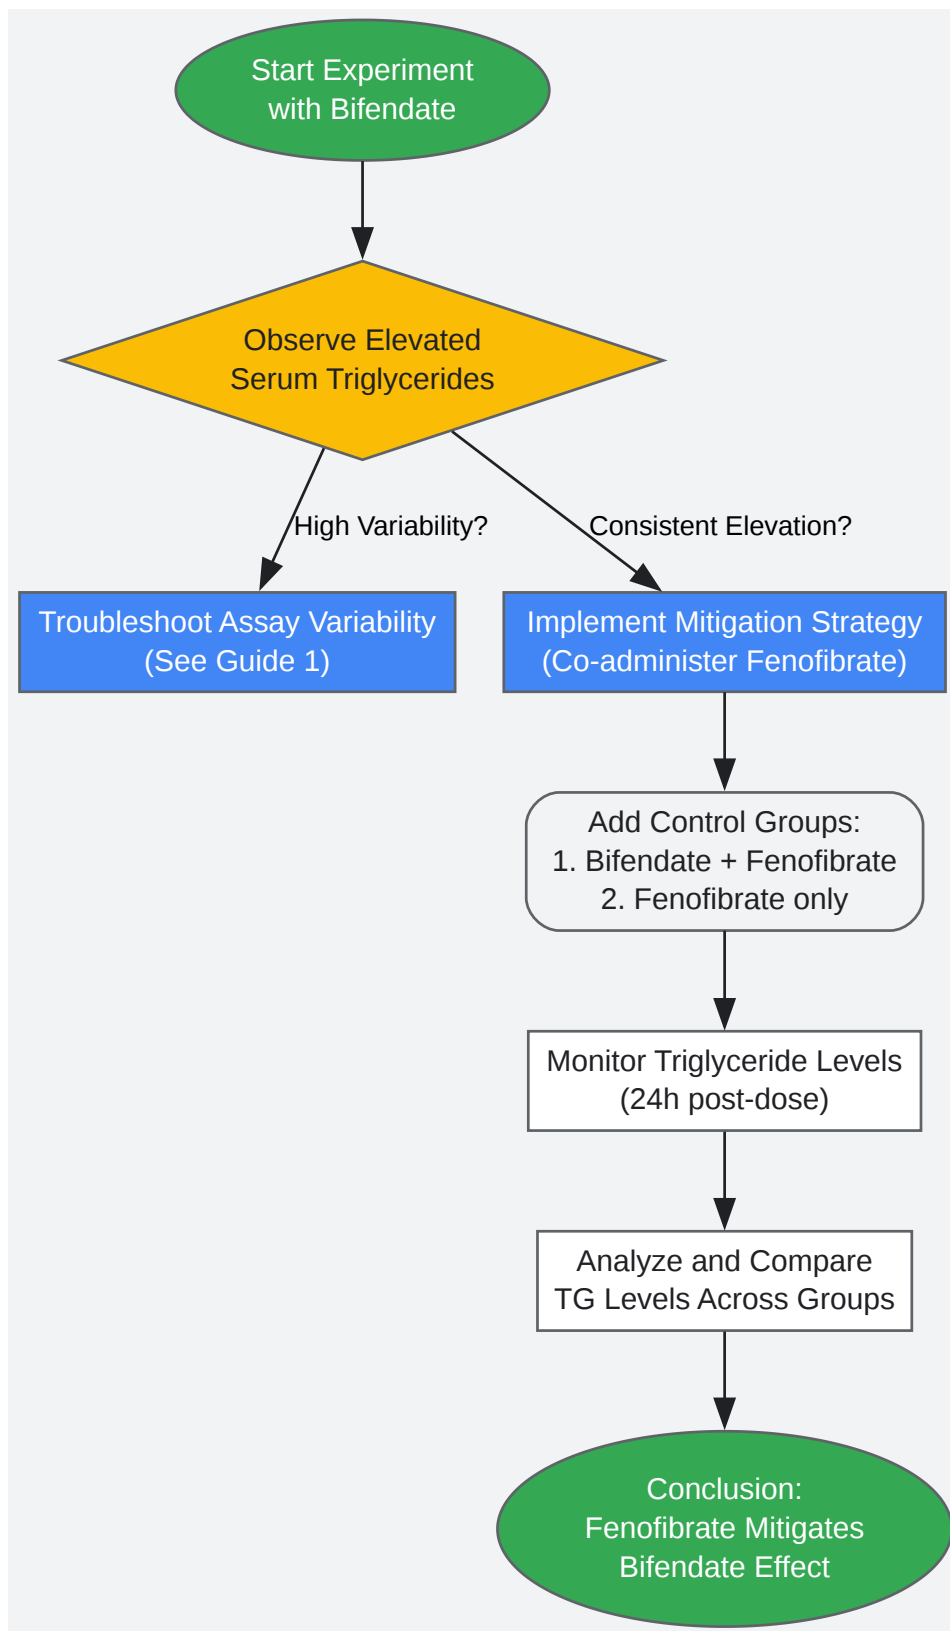 Start Experiment
with Bifendate
Observe Elevated
Serum Triglycerides
High Variability?
Consistent Elevation?
Troubleshoot Assay Variability
(See Guide 1)
Implement Mitigation Strategy
(Co-administer Fenofibrate)
Add Control Groups:
1. Bifendate + Fenofibrate
2. Fenofibrate only
Monitor Triglyceride Levels
(24h post-dose)
Analyze and Compare
TG Levels Across Groups
Conclusion:
Fenofibrate Mitigates
Bifendate Effect